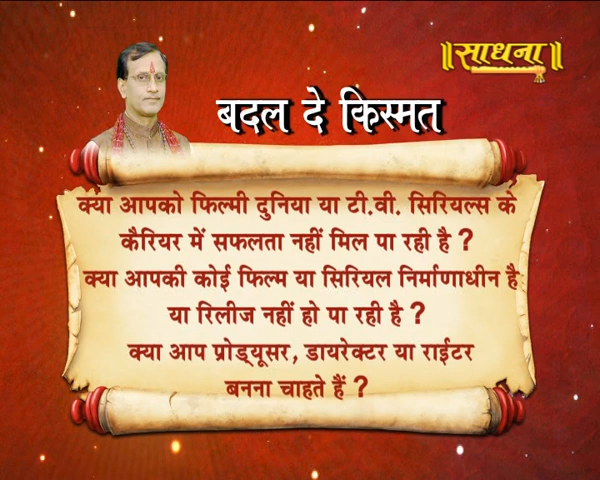 ॥साधना॥
बदल दे किस्मत
क्या आपको फिल्मी दुनिया या टी.वी. सिरियल्स के
कैरियर में सफलता नहीं मिल पा रही है ?
क्या आपकी कोई फिल्म या सिरियल निर्माणाधीन है
या रिलीज नहीं हो पा रही है ?
क्या आप प्रोड्यूसर, डायरेक्टर या राईटर
बनना चाहते हैं ?